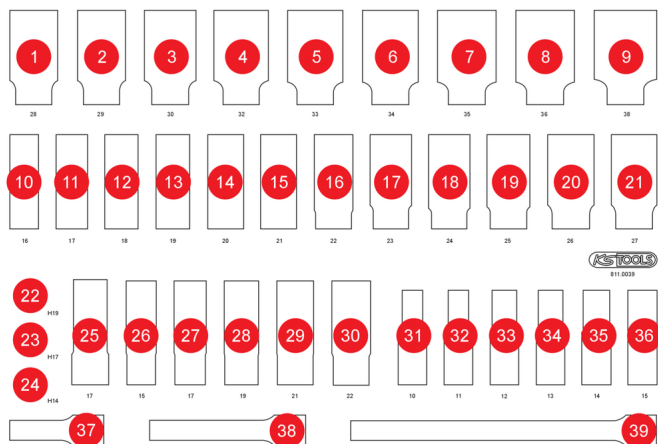 1 2 3 4 5 6 7 8 9
28 29 30 32 33 34 35 36 38
10 11 12 13 14 15 16 17 18 19 20 21
16 17 18 19 20 21 22 23 24 25 26 27
KS TOOLS
811.0039
22 H19
23 H17
24 H14
25 26 27 28 29 30 31 32 33 34 35 36
17 15 17 19 21 22 10 11 12 13 14 15
37 38 39